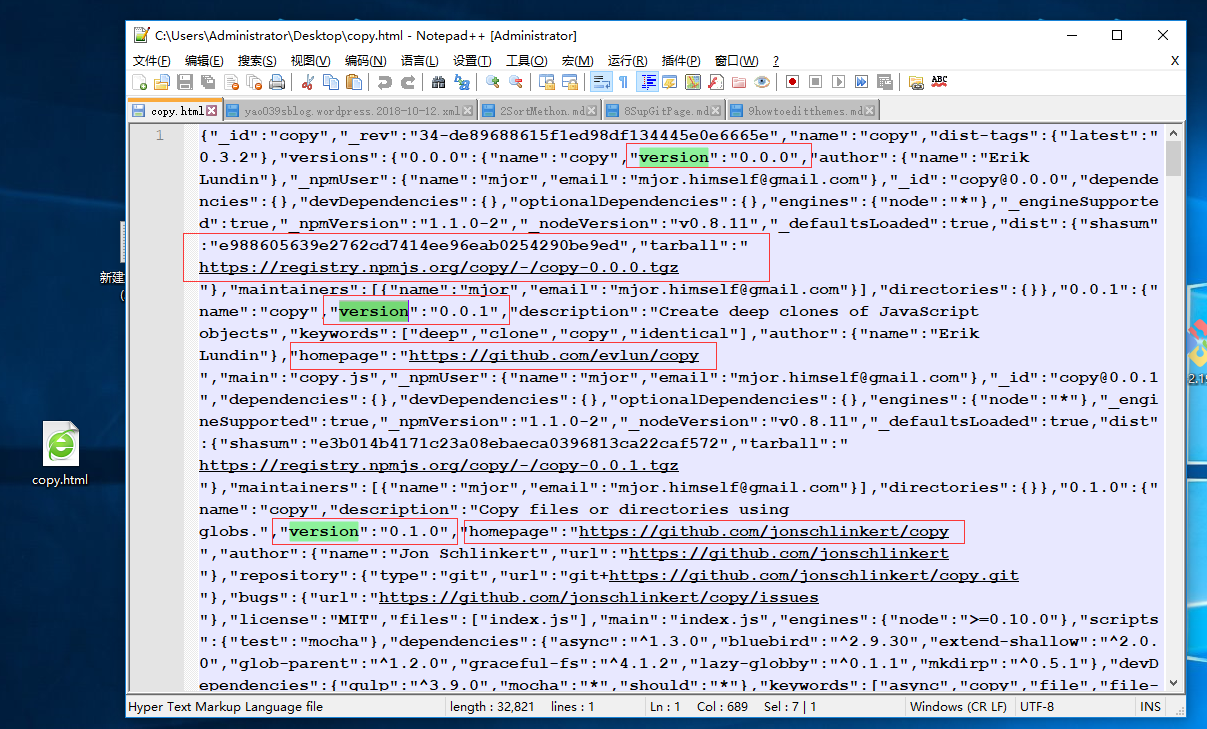 C:\Users\Administrator\Desktop\copy.html - Notepad++ [Administrator]
文件(F) 编辑(E) 搜索(S) 视图(V) 编码(N) 语言(L) 设置(T) 工具(O) 宏(M) 运行(R) 插件(P) 窗口(W) ? X
copy.html yao039sblog.wordpress.2018-10-12.xml 2SortMethon.md 8SupGitPage.md 9howtoeditthemes.md
1 {"_id":"copy","_rev":"34-de89688615f1ed98df134445e0e6665e","name":"copy","dist-tags":{"latest":"
0.3.2"},"versions":{"0.0.0":{"name":"copy","version":"0.0.0","author":{"name":"Erik
Lundin"},"_npmUser":{"name":"mjor","email":"mjor.himself@gmail.com"},"_id":"copy@0.0.0","depende
ncies":{},"devDependencies":{},"optionalDependencies":{},"engines":{"node":"*"},"_engineSupporte
d":true,"_npmVersion":"1.1.0-2","_nodeVersion":"v0.8.11","_defaultsLoaded":true,"dist":{"shasum"
:"e988605639e2762cd7414ee96eab0254290be9ed","tarball":"
https://registry.npmjs.org/copy/-/copy-0.0.0.tgz
"},"maintainers":[{"name":"mjor","email":"mjor.himself@gmail.com"}],"directories":{}},"0.0.1":{"
name":"copy","version":"0.0.1","description":"Create deep clones of JavaScript
objects","keywords":["deep","clone","copy","identical"],"author":{"name":"Erik
Lundin"},"homepage":"https://github.com/evlun/copy
","main":"copy.js","_npmUser":{"name":"mjor","email":"mjor.himself@gmail.com"},"_id":"copy@0.0.1
","dependencies":{},"devDependencies":{},"optionalDependencies":{},"engines":{"node":"*"},"_engi
neSupported":true,"_npmVersion":"1.1.0-2","_nodeVersion":"v0.8.11","_defaultsLoaded":true,"dist"
:{"shasum":"e3b014b4171c23a08ebaeca0396813ca22caf572","tarball":"
https://registry.npmjs.org/copy/-/copy-0.0.1.tgz
"},"maintainers":[{"name":"mjor","email":"mjor.himself@gmail.com"}],"directories":{}},"0.1.0":{"
name":"copy","description":"Copy files or directories using
globs.","version":"0.1.0","homepage":"https://github.com/jonschlinkert/copy
","author":{"name":"Jon Schlinkert","url":"https://github.com/jonschlinkert
"},"repository":{"type":"git","url":"git+https://github.com/jonschlinkert/copy.git
"},"bugs":{"url":"https://github.com/jonschlinkert/copy/issues
"},"license":"MIT","files":["index.js"],"main":"index.js","engines":{"node":">=0.10.0"},"scripts
":{"test":"mocha"},"dependencies":{"async":"^1.3.0","bluebird":"^2.9.30","extend-shallow":"^2.0.
0","glob-parent":"^1.2.0","graceful-fs":"^4.1.2","lazy-globby":"^0.1.1","mkdirp":"^0.5.1"},"devD
ependencies":{"gulp":"^3.9.0","mocha":"*","should":"*"},"keywords":["async","copy","file","file-
Hyper Text Markup Language file length : 32,821 lines : 1 Ln : 1 Col : 689 Sel : 7 | 1 Windows (CR LF) UTF-8 INS
新建
copy.html